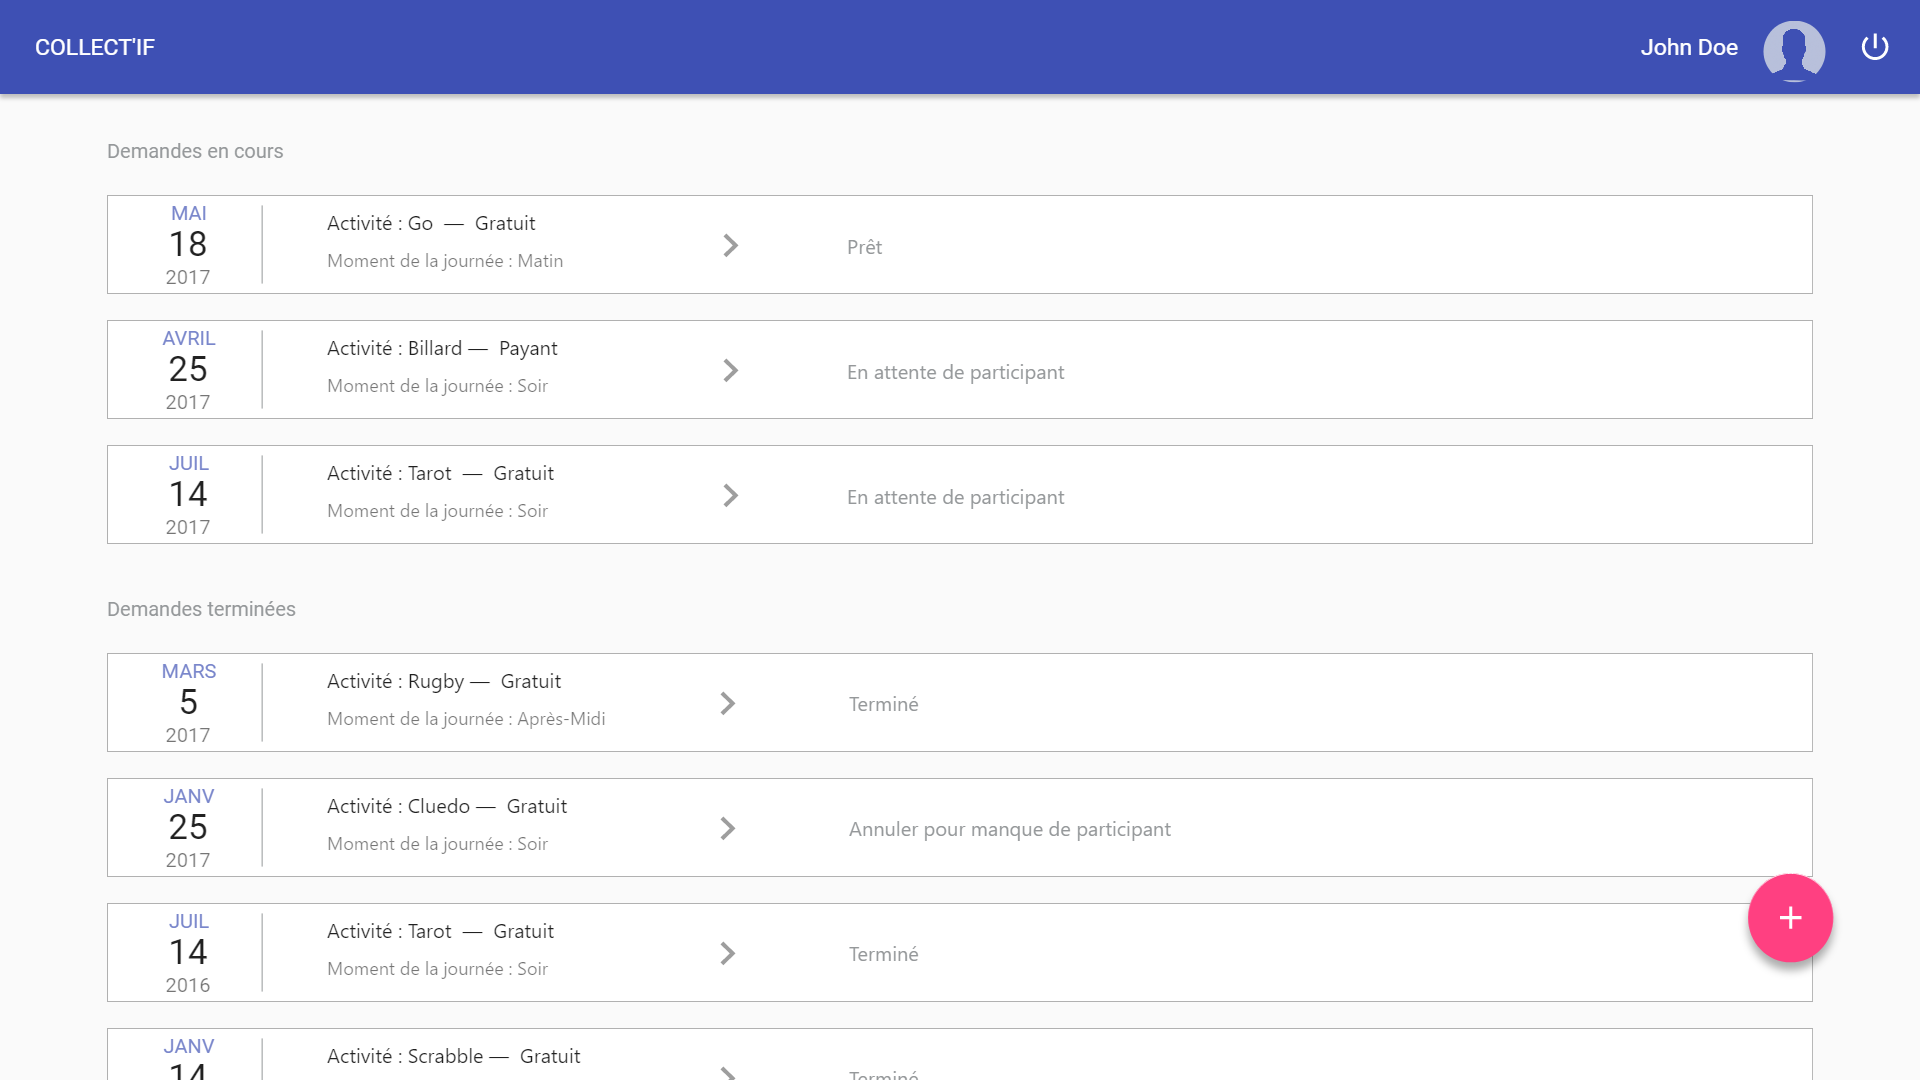 COLLECT'IF
John Doe
Demandes en cours
MAI
18
2017
Activité : Go — Gratuit
Moment de la journée : Matin
Prêt
AVRIL
25
2017
Activité : Billard — Payant
Moment de la journée : Soir
En attente de participant
JUIL
14
2017
Activité : Tarot — Gratuit
Moment de la journée : Soir
En attente de participant
Demandes terminées
MARS
5
2017
Activité : Rugby — Gratuit
Moment de la journée : Après-Midi
Terminé
JANV
25
2017
Activité : Cluedo — Gratuit
Moment de la journée : Soir
Annuler pour manque de participant
JUIL
14
2016
Activité : Tarot — Gratuit
Moment de la journée : Soir
Terminé
JANV
14
Activité : Scrabble — Gratuit
Terminé